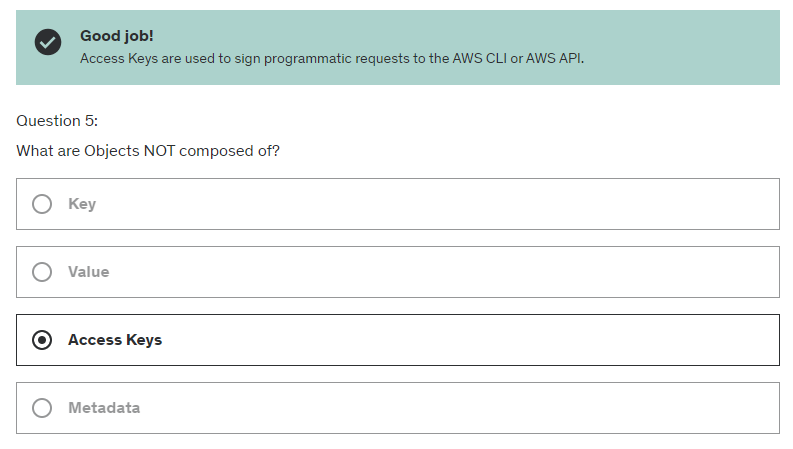 Good job!
Access Keys are used to sign programmatic requests to the AWS CLI or AWS API.
Question 5:
What are Objects NOT composed of?
Key
Value
Access Keys
Metadata